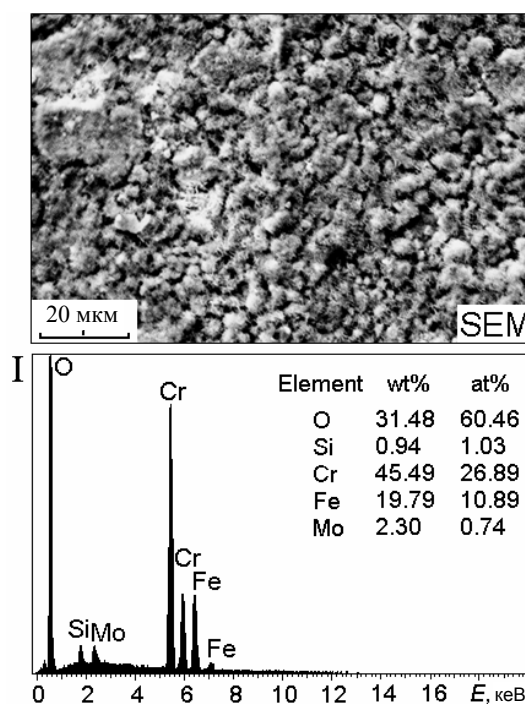 20 мкм
SEM
I
O
Cr
Element wt% at%
O 31.48 60.46
Si 0.94 1.03
Cr 45.49 26.89
Fe 19.79 10.89
Mo 2.30 0.74
Cr
Fe
Si Mo
Fe
0 2 4 6 8 10 12 14 16 E, кеВ